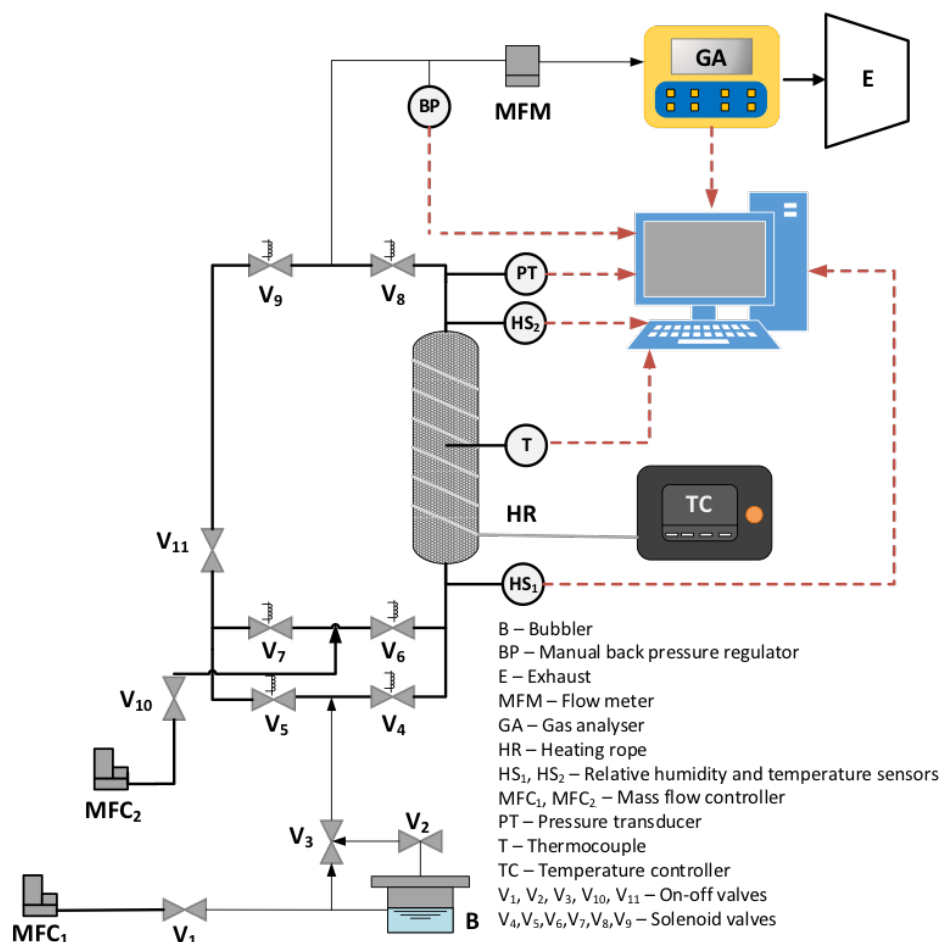 GA
E
BP
MFM
V₉
V₈
PT
HS₂
T
HR
TC
V₁₁
HS₁
V₇
V₆
V₁₀
V₅
V₄
MFC₂
V₃
V₂
B
MFC₁
V₁
B – Bubbler
BP – Manual back pressure regulator
E – Exhaust
MFM – Flow meter
GA – Gas analyser
HR – Heating rope
HS₁, HS₂ – Relative humidity and temperature sensors
MFC₁, MFC₂ – Mass flow controller
PT – Pressure transducer
T – Thermocouple
TC – Temperature controller
V₁, V₂, V₃, V₁₀, V₁₁ – On-off valves
V₄,V₅,V₆,V₇,V₈,V₉ – Solenoid valves